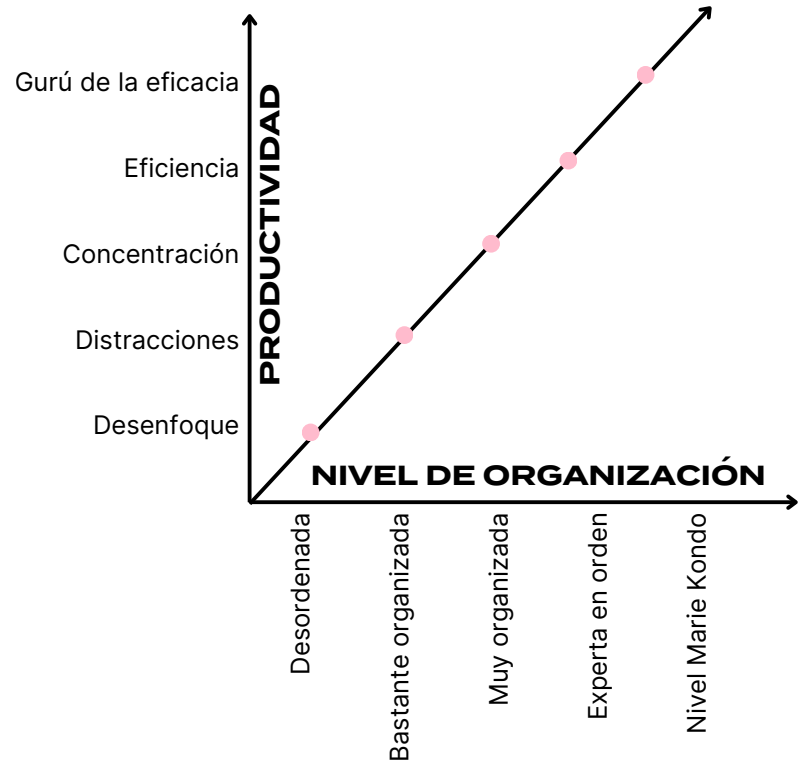 Gurú de la eficacia
Eficiencia
Concentración
Distracciones
Desenfoque
PRODUCTIVIDAD
NIVEL DE ORGANIZACIÓN
Desordenada
Bastante organizada
Muy organizada
Experta en orden
Nivel Marie Kondo